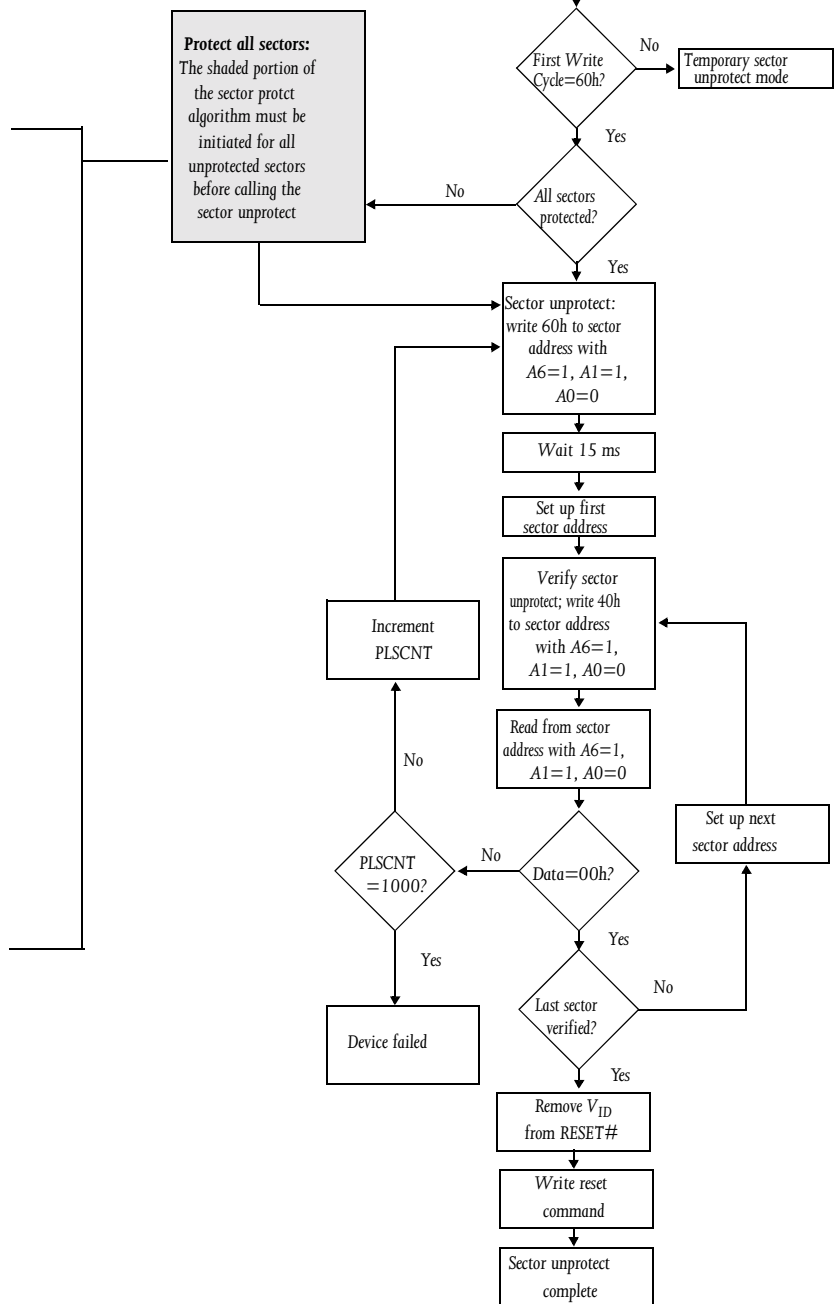 Protect all sectors:
The shaded portion of
the sector protct
algorithm must be
initiated for all
unprotected sectors
before calling the
sector unprotect
First Write
Cycle=60h?
No
Temporary sector
unprotect mode
Yes
All sectors
protected?
No
Yes
Sector unprotect:
write 60h to sector
address with
A6=1, A1=1,
A0=0
Wait 15 ms
Set up first
sector address
Verify sector
unprotect; write 40h
to sector address
with A6=1,
A1=1, A0=0
Increment
PLSCNT
Read from sector
address with A6=1,
A1=1, A0=0
No
Set up next
sector address
PLSCNT
=1000?
No
Data=00h?
Yes
Yes
Last sector
verified?
No
Device failed
Yes
Remove VID
from RESET#
Write reset
command
Sector unprotect
complete